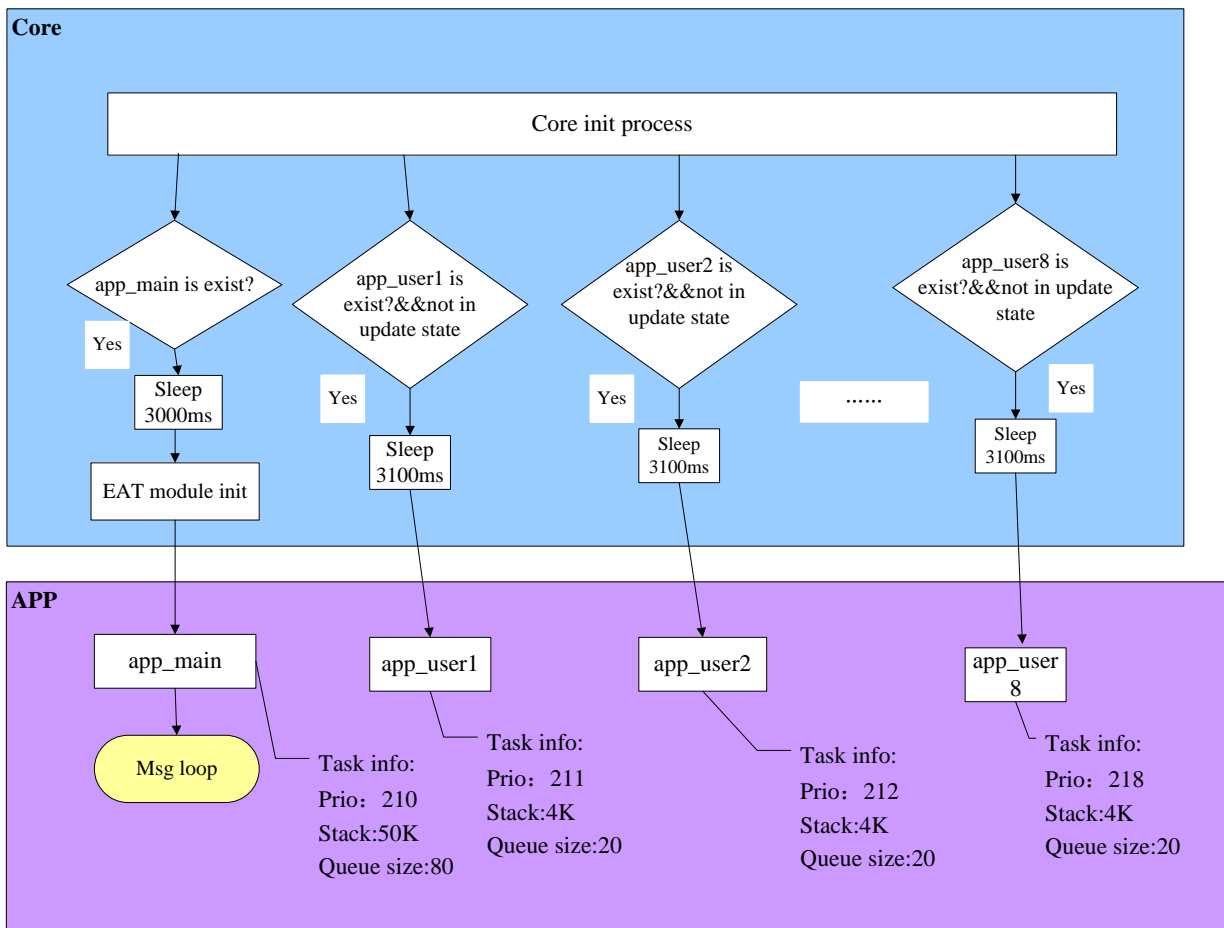 Core
Core init process
app_main is exist?
app_user1 is
exist?&&not in
update state
app_user2 is
exist?&&not in
update state
app_user8 is
exist?&&not in update
state
Yes
Yes
Yes
……
Yes
Sleep
3000ms
Sleep
3100ms
Sleep
3100ms
Sleep
3100ms
EAT module init
APP
app_main
app_user1
app_user2
app_user
8
Msg loop
Task info:
Prio：210
Stack:50K
Queue size:80
Task info:
Prio：211
Stack:4K
Queue size:20
Task info:
Prio：212
Stack:4K
Queue size:20
Task info:
Prio：218
Stack:4K
Queue size:20